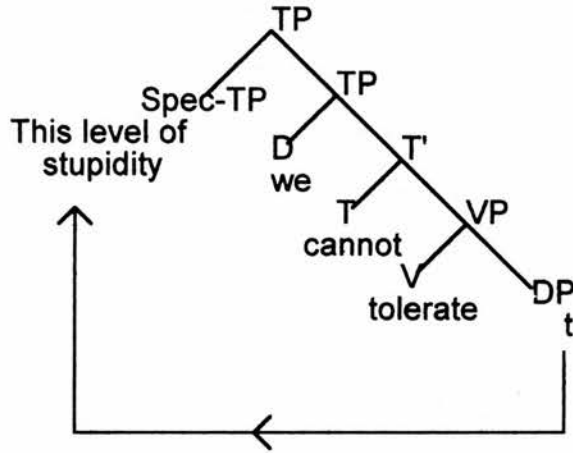 TP
Spec-TP
TP
This level of
stupidity
D
we
T'
T
cannot
VP
V
tolerate
DP
t